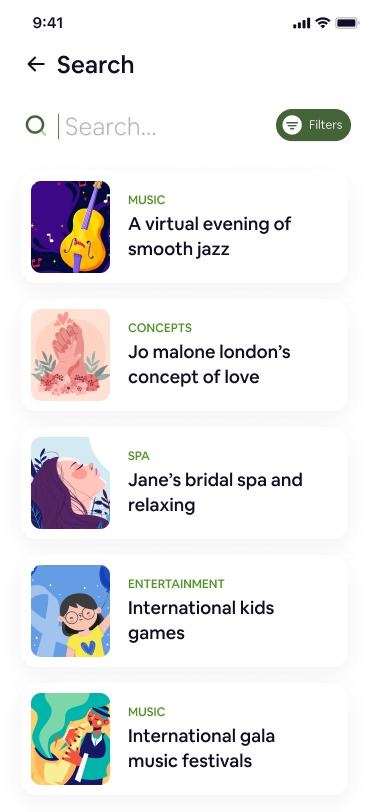 9:41
Search
Search...
Filters
MUSIC
A virtual evening of
smooth jazz
CONCEPTS
Jo malone london’s
concept of love
SPA
Jane’s bridal spa and
relaxing
ENTERTAINMENT
International kids
games
MUSIC
International gala
music festivals